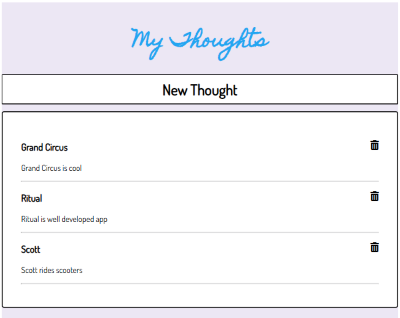 My Thoughts
New Thought
Grand Circus
Grand Circus is cool
Ritual
Ritual is well developed app
Scott
Scott rides scooters